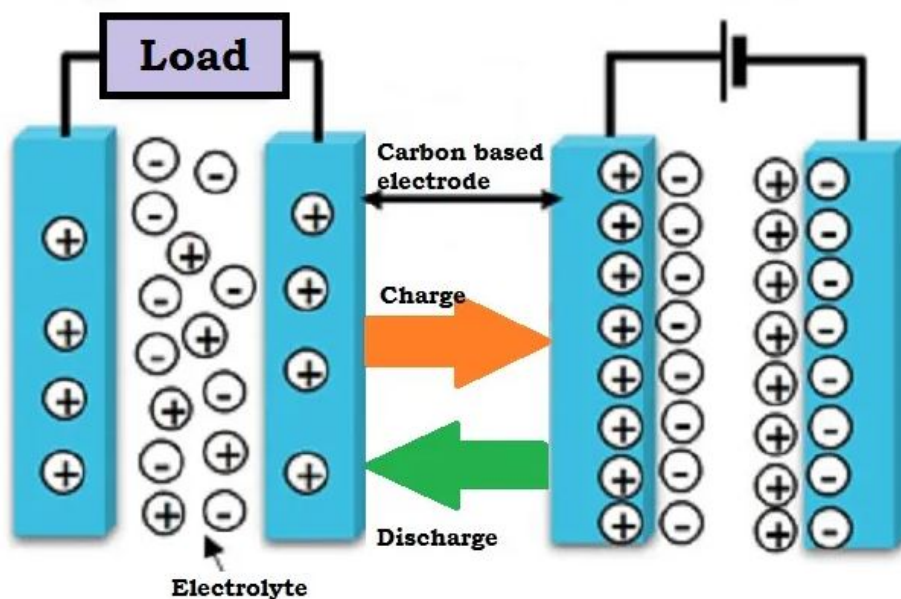 Load
Carbon based
electrode
Charge
Discharge
Electrolyte